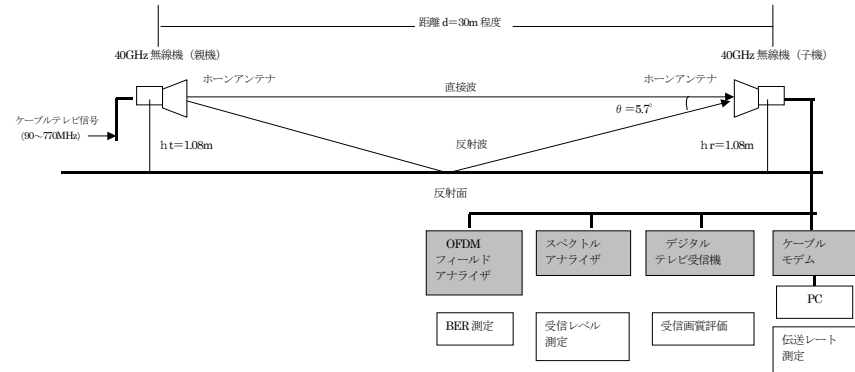 距離 d＝30m 程度
40GHz 無線機（親機）
40GHz 無線機（子機）
ホーンアンテナ
直接波
ホーンアンテナ
θ＝5.7°
ケーブルテレビ信号
(90～770MHz)
ht＝1.08m
反射波
hr＝1.08m
反射面
OFDM
フィールド
アナライザ
スペクトル
アナライザ
デジタル
テレビ受信機
ケーブル
モデム
PC
BER 測定
受信レベル
測定
受信画質評価
伝送レート
測定